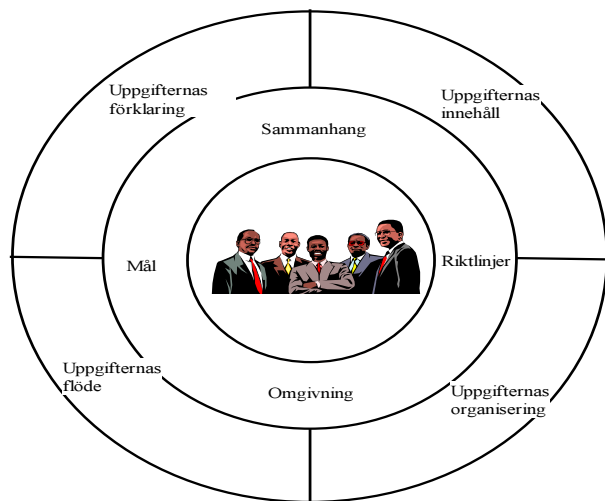 Uppgifternas
förklaring
Uppgifternas
innehåll
Sammanhang
Mål
Riktlinjer
Uppgifternas
flöde
Omgivning
Uppgifternas
organisering